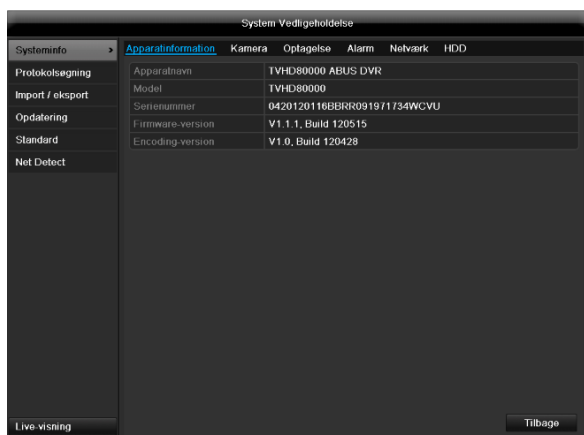 System Vedligeholdelse
Systeminfo >
Protokolsøgning
Import / eksport
Opdatering
Standard
Net Detect
Live-visning
Apparatinformation Kamera Optagelse Alarm Netværk HDD
Apparatnavn TVHD80000 ABUS DVR
Model TVHD80000
Serienummer 0420120116BBRR091971734WCVU
Firmware-version V1.1.1, Build 120515
Encoding-version V1.0, Build 120428
Tilbage